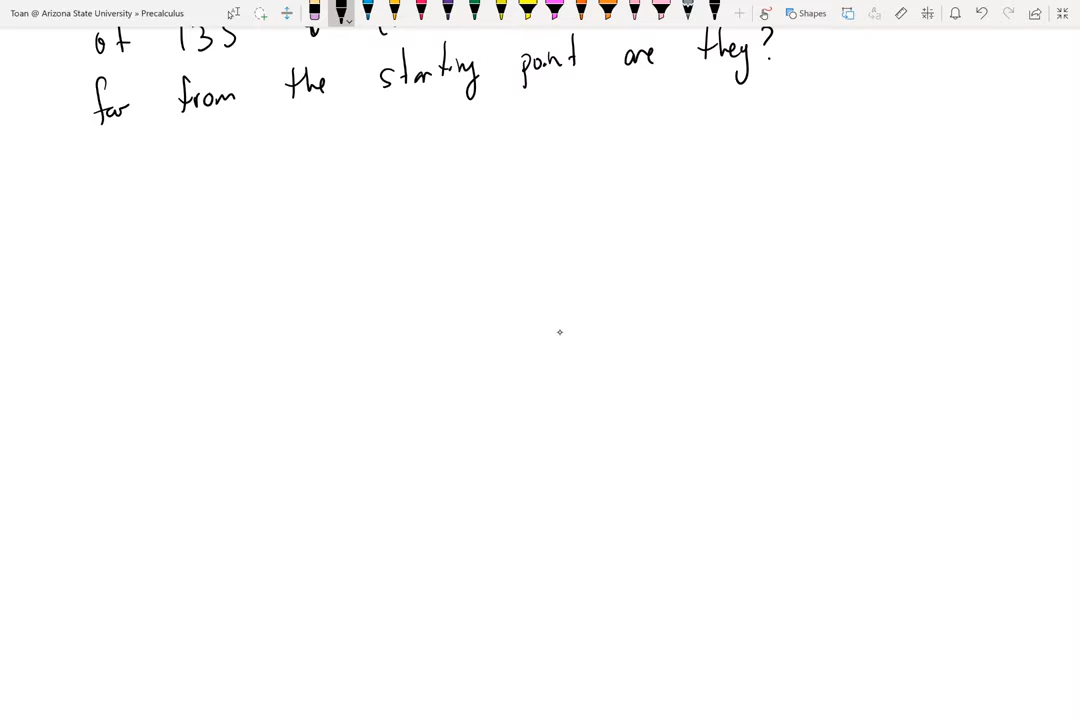 Toan @ Arizona State University » Precalculus
Shapes
of 135
far from the starting point are they?